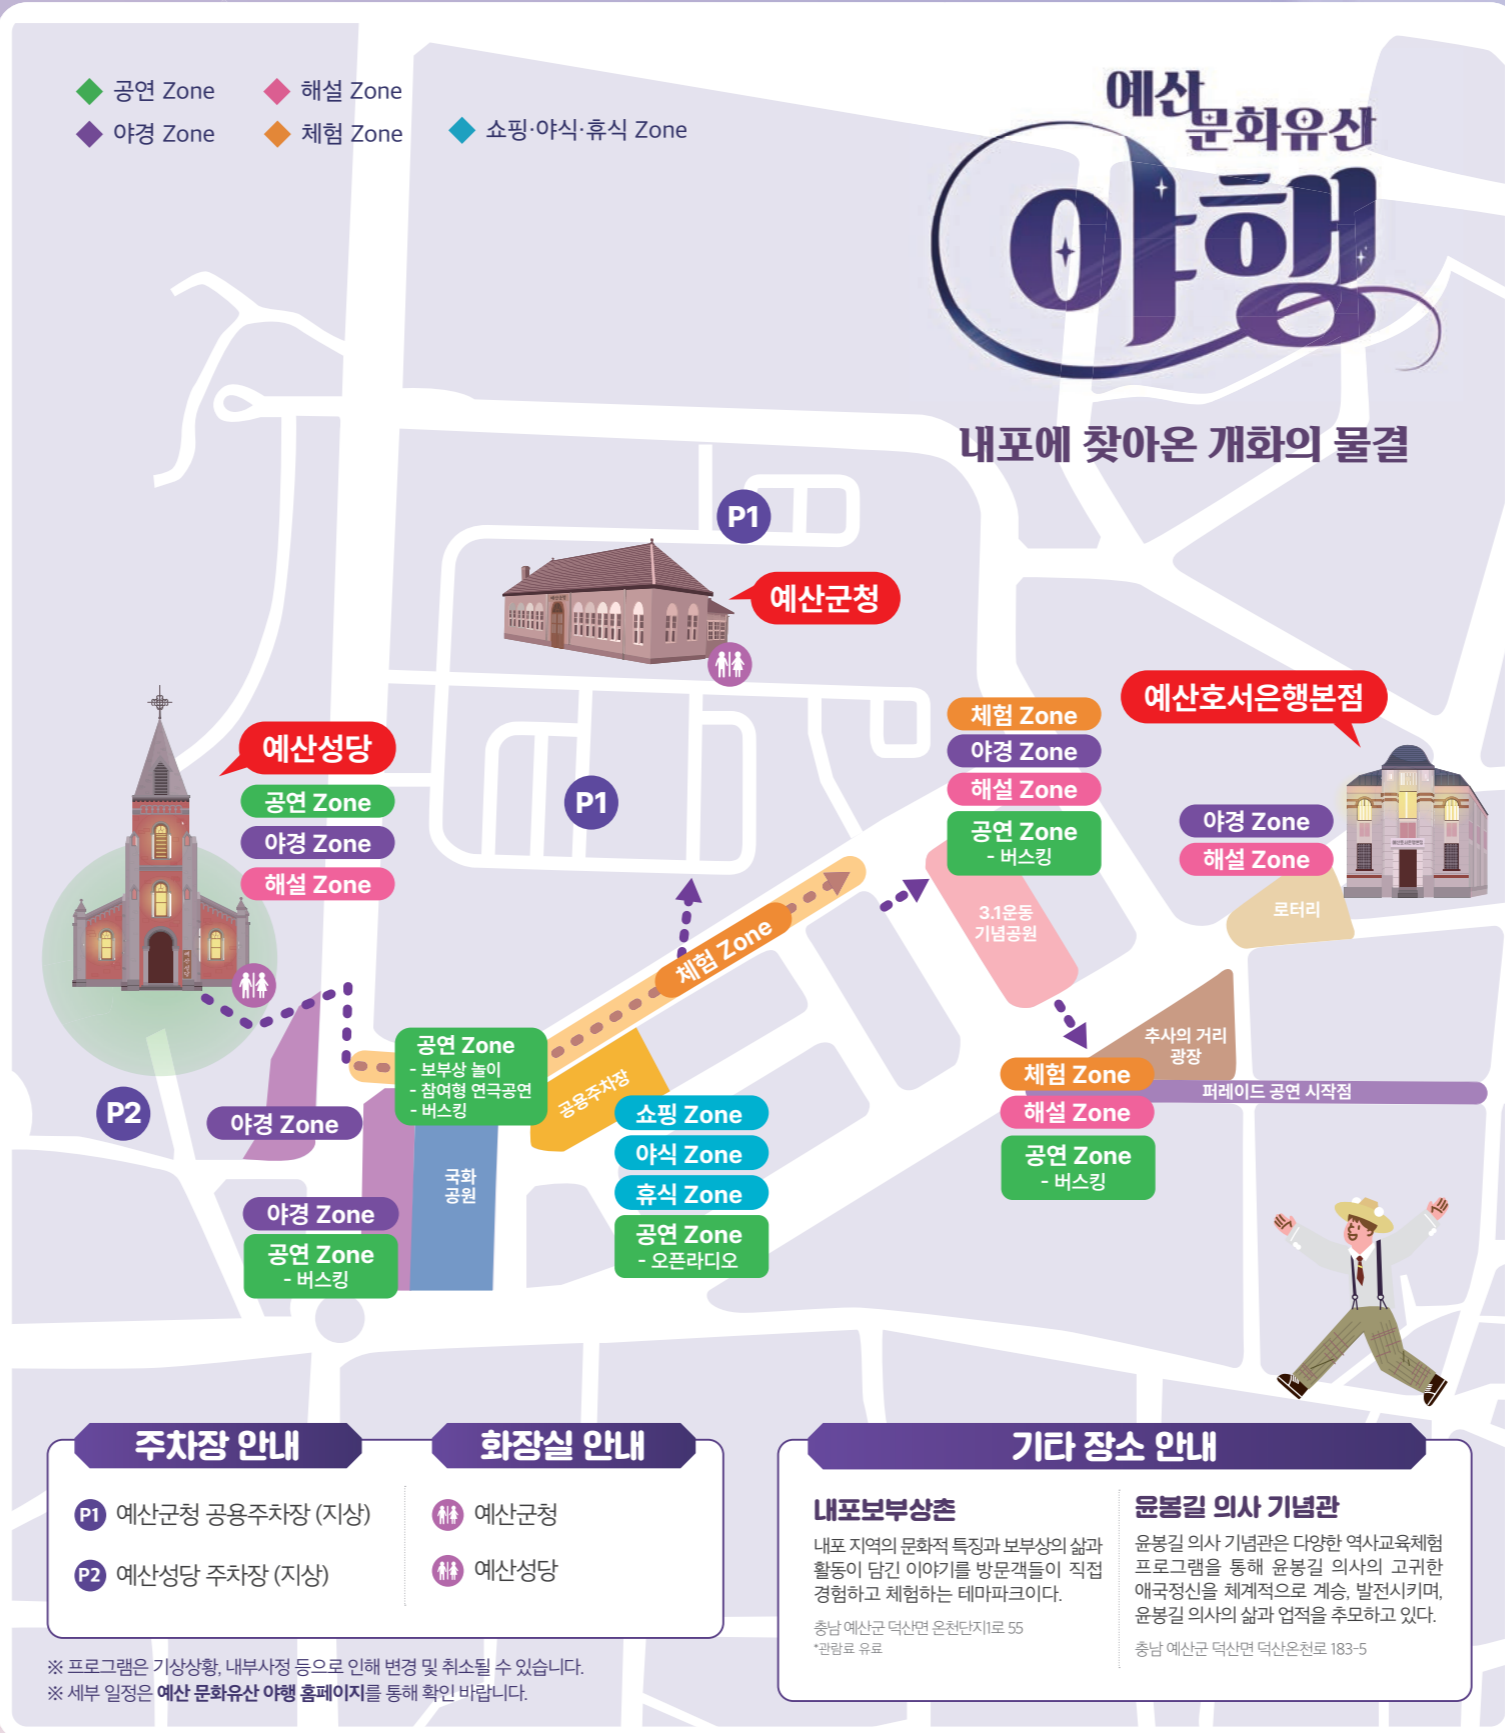 공연 Zone
해설 Zone
야경 Zone
체험 Zone
쇼핑·야식·휴식 Zone
예산
문화유산
야행
내포에 찾아온 개화의 물결
P1
예산군청
예산성당
공연 Zone
야경 Zone
해설 Zone
P1
체험 Zone
야경 Zone
해설 Zone
공연 Zone
- 버스킹
예산호서은행본점
야경 Zone
해설 Zone
3.1운동
기념공원
로터리
체험 Zone
공연 Zone
- 보부상 놀이
- 참여형 연극공연
- 버스킹
공용주차장
추사의 거리
광장
체험 Zone
퍼레이드 공연 시작점
해설 Zone
공연 Zone
- 버스킹
P2
야경 Zone
쇼핑 Zone
야식 Zone
휴식 Zone
공연 Zone
- 오픈라디오
국화
공원
야경 Zone
공연 Zone
- 버스킹
주차장 안내
P1 예산군청 공용주차장 (지상)
P2 예산성당 주차장 (지상)
화장실 안내
예산군청
예산성당
기타 장소 안내
내포보부상촌
내포 지역의 문화적 특징과 보부상의 삶과
활동이 담긴 이야기를 방문객들이 직접
경험하고 체험하는 테마파크이다.
충남 예산군 덕산면 온천단지1로 55
*관람료 유료
윤봉길 의사 기념관
윤봉길 의사 기념관은 다양한 역사교육체험
프로그램을 통해 윤봉길 의사의 고귀한
애국정신을 체계적으로 계승, 발전시키며,
윤봉길 의사의 삶과 업적을 추모하고 있다.
충남 예산군 덕산면 덕산온천로 183-5
※ 프로그램은 기상상황, 내부사정 등으로 인해 변경 및 취소될 수 있습니다.
※ 세부 일정은 예산 문화유산 야행 홈페이지를 통해 확인 바랍니다.